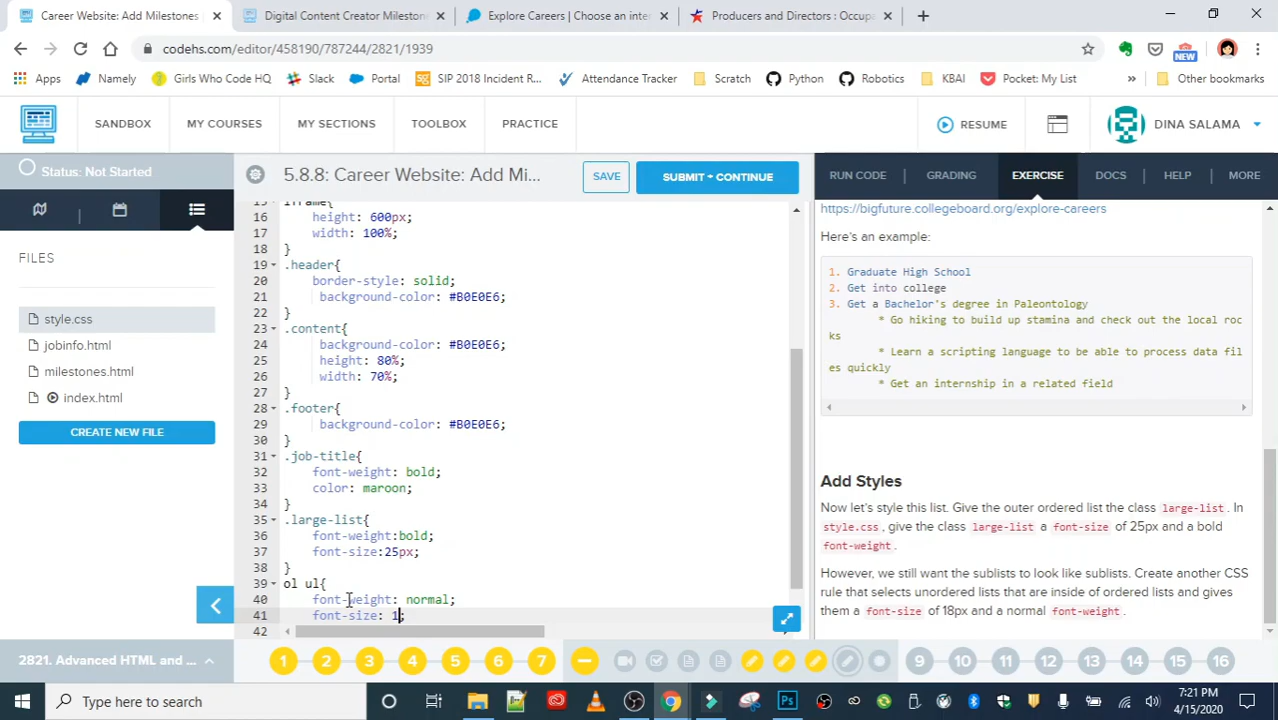 Career Website: Add Milestones
Digital Content Creator Milestone
Explore Careers | Choose an inte
Producers and Directors : Occupa
codehs.com/editor/458190/787244/2821/1939
NEW
Apps
Namely
Girls Who Code HQ
Slack
Portal
SIP 2018 Incident R...
Attendance Tracker
Scratch
Python
Robotics
KBAI
Pocket: My List
»
Other bookmarks
SANDBOX
MY COURSES
MY SECTIONS
TOOLBOX
PRACTICE
RESUME
DINA SALAMA
Status: Not Started
FILES
style.css
jobinfo.html
milestones.html
index.html
CREATE NEW FILE
5.8.8: Career Website: Add Mi...
SAVE
SUBMIT + CONTINUE
15 iframe{
16 height: 600px;
17 width: 100%;
18 }
19 .header{
20 border-style: solid;
21 background-color: #B0E0E6;
22 }
23 .content{
24 background-color: #B0E0E6;
25 height: 80%;
26 width: 70%;
27 }
28 .footer{
29 background-color: #B0E0E6;
30 }
31 .job-title{
32 font-weight: bold;
33 color: maroon;
34 }
35 .large-list{
36 font-weight:bold;
37 font-size:25px;
38 }
39 ol ul{
40 font-weight: normal;
41 font-size: 1;
42
RUN CODE
GRADING
EXERCISE
DOCS
HELP
MORE
https://bigfuture.collegeboard.org/explore-careers
Here's an example:
1. Graduate High School
2. Get into college
3. Get a Bachelor's degree in Paleontology
* Go hiking to build up stamina and check out the local roc
ks
* Learn a scripting language to be able to process data fil
es quickly
* Get an internship in a related field
Add Styles
Now let's style this list. Give the outer ordered list the class large-list. In
style.css, give the class large-list a font-size of 25px and a bold
font-weight.
However, we still want the sublists to look like sublists. Create another CSS
rule that selects unordered lists that are inside of ordered lists and gives
them a font-size of 18px and a normal font-weight.
2821. Advanced HTML and ...
1 2 3 4 5 6 7 9 10 11 12 13 14 15 16
Type here to search
Ps
7:21 PM
4/15/2020